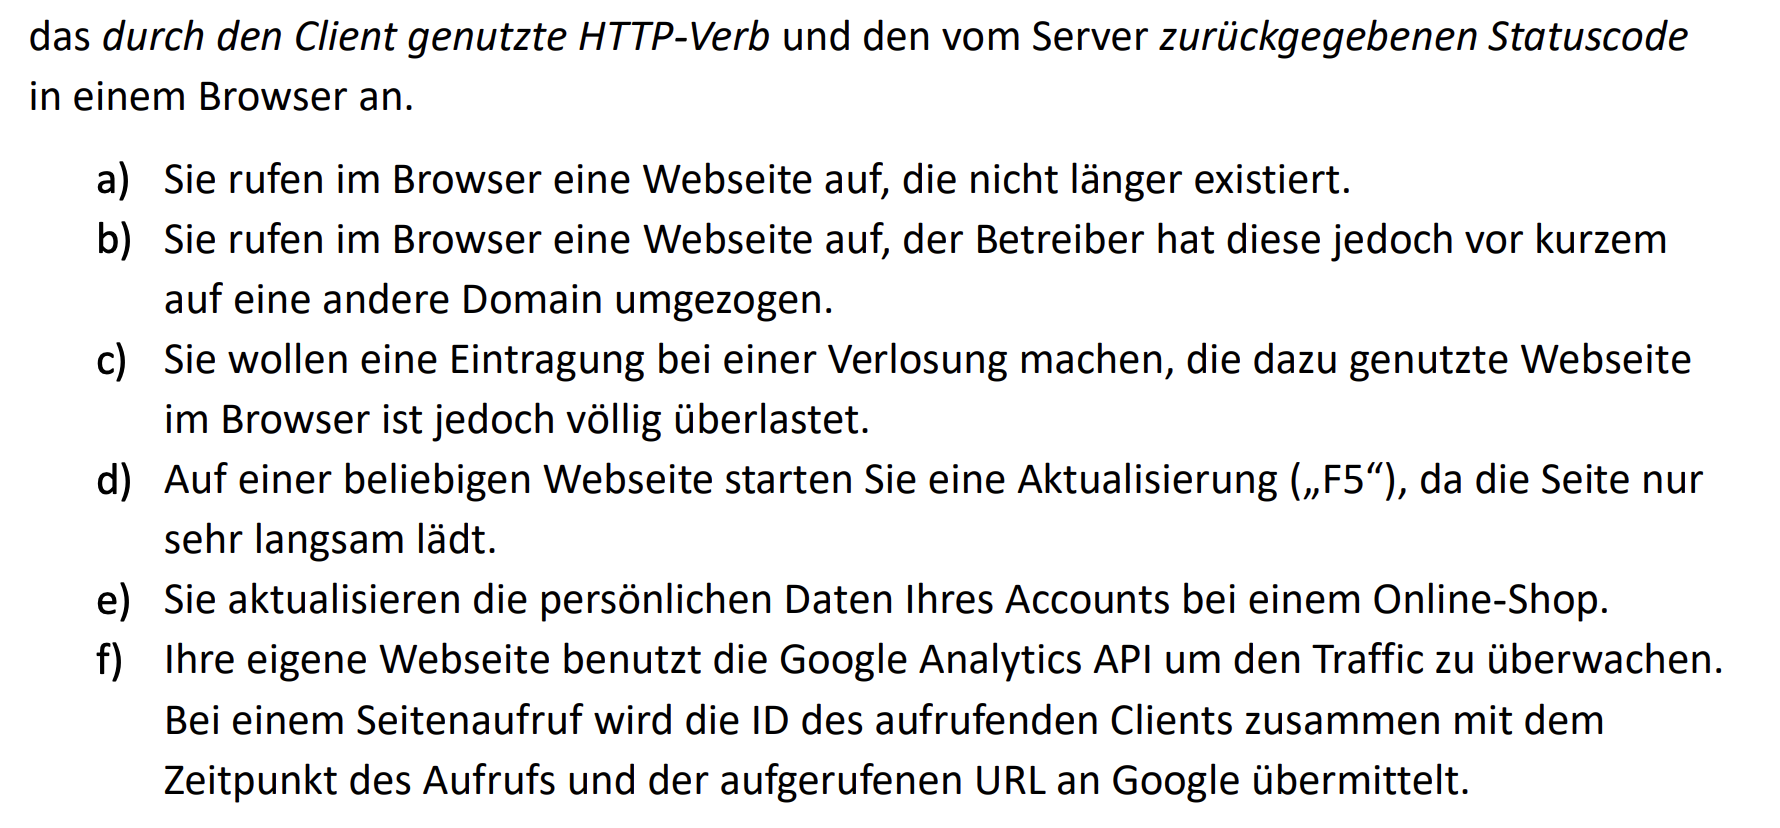 das durch den Client genutzte HTTP-Verb und den vom Server zurückgegebenen Statuscode
in einem Browser an.
a) Sie rufen im Browser eine Webseite auf, die nicht länger existiert.
b) Sie rufen im Browser eine Webseite auf, der Betreiber hat diese jedoch vor kurzem
auf eine andere Domain umgezogen.
c) Sie wollen eine Eintragung bei einer Verlosung machen, die dazu genutzte Webseite
im Browser ist jedoch völlig überlastet.
d) Auf einer beliebigen Webseite starten Sie eine Aktualisierung („F5“), da die Seite nur
sehr langsam lädt.
e) Sie aktualisieren die persönlichen Daten Ihres Accounts bei einem Online-Shop.
f) Ihre eigene Webseite benutzt die Google Analytics API um den Traffic zu überwachen.
Bei einem Seitenaufruf wird die ID des aufrufenden Clients zusammen mit dem
Zeitpunkt des Aufrufs und der aufgerufenen URL an Google übermittelt.